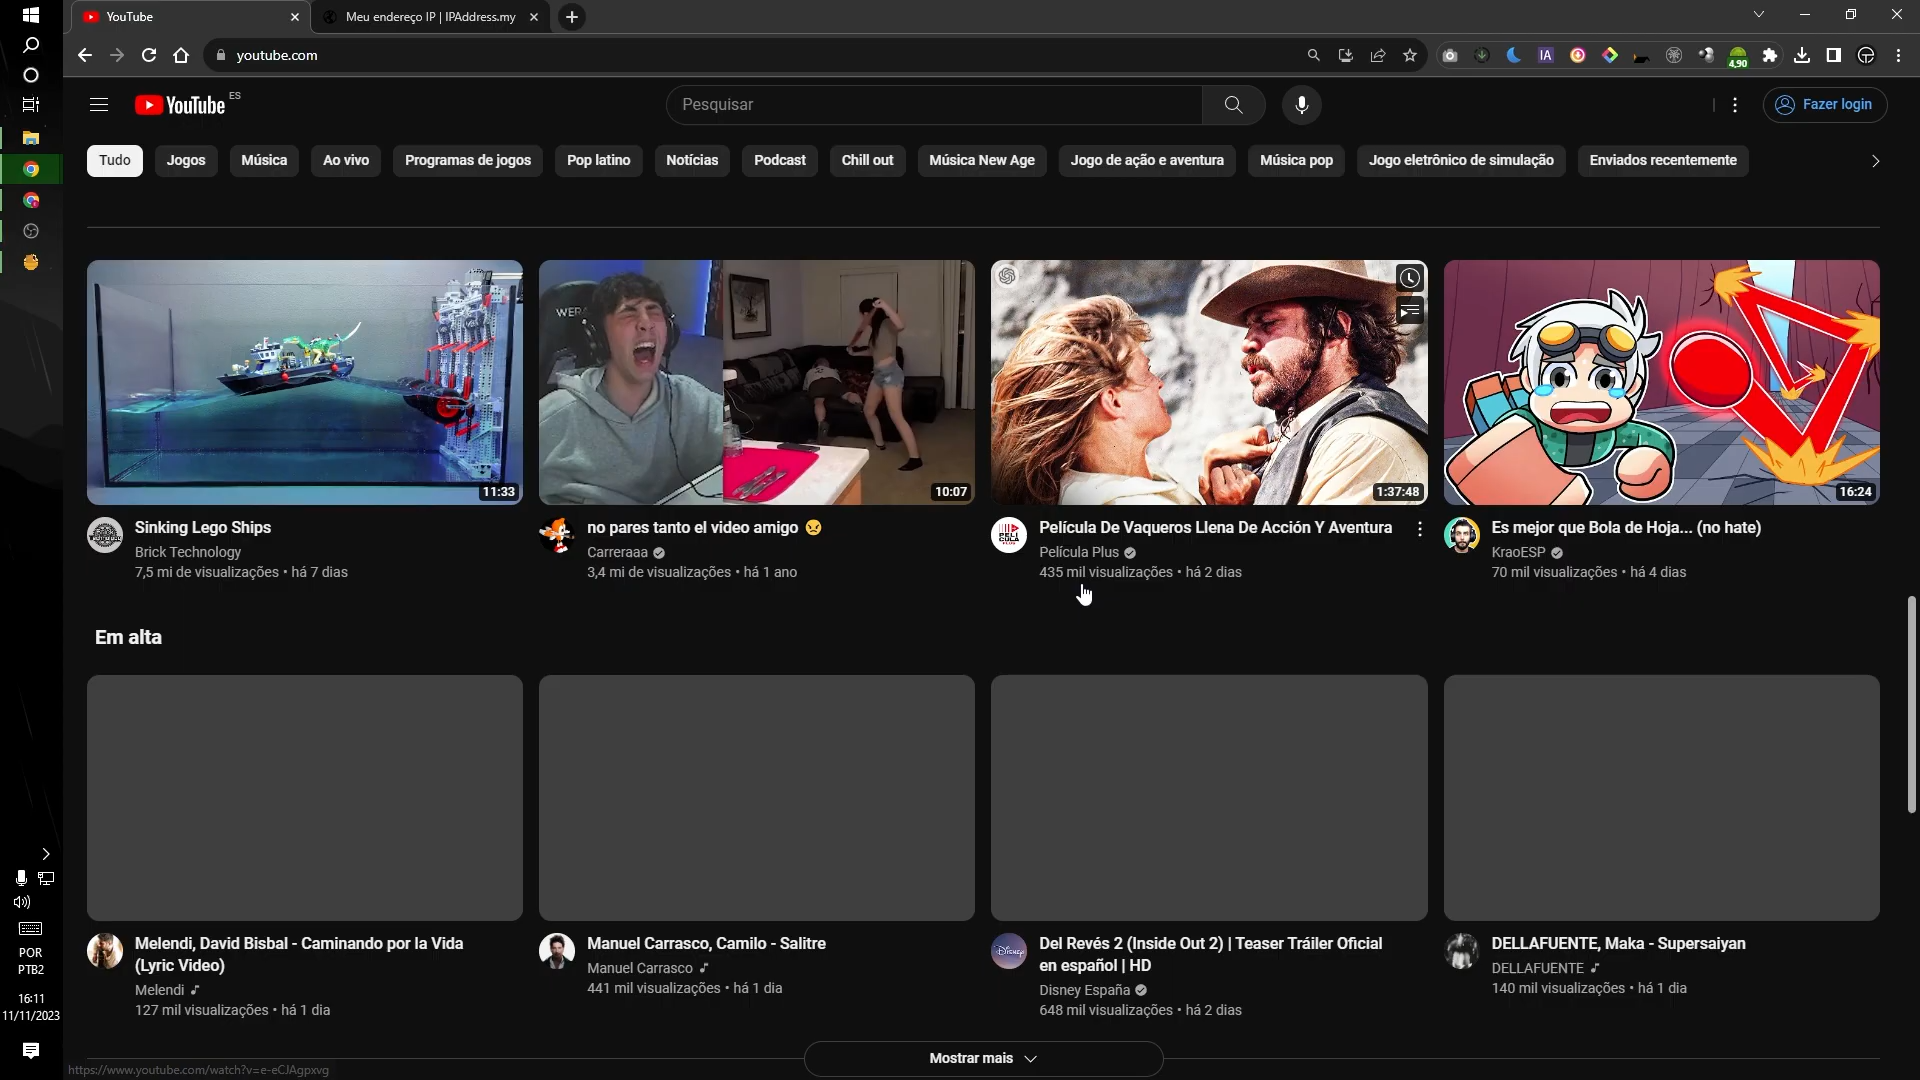 YouTube
Meu endereço IP | IPAddress.my
youtube.com
IA
4,90
YouTube ES
Pesquisar
Fazer login
Tudo
Jogos
Música
Ao vivo
Programas de jogos
Pop latino
Notícias
Podcast
Chill out
Música New Age
Jogo de ação e aventura
Música pop
Jogo eletrônico de simulação
Enviados recentemente
11:33
10:07
1:37:48
16:24
Sinking Lego Ships
Brick Technology
7,5 mi de visualizações • há 7 dias
no pares tanto el video amigo 😠
Carreraaa
3,4 mi de visualizações • há 1 ano
PELÍ
CULA
Película De Vaqueros Llena De Acción Y Aventura
Película Plus
435 mil visualizações • há 2 dias
Es mejor que Bola de Hoja... (no hate)
KraoESP
70 mil visualizações • há 4 dias
Em alta
Melendi, David Bisbal - Caminando por la Vida
(Lyric Video)
Melendi
127 mil visualizações • há 1 dia
Manuel Carrasco, Camilo - Salitre
Manuel Carrasco
441 mil visualizações • há 1 dia
Disney
Del Revés 2 (Inside Out 2) | Teaser Tráiler Oficial
en español | HD
Disney España
648 mil visualizações • há 2 dias
DELLAFUENTE, Maka - Supersaiyan
DELLAFUENTE
140 mil visualizações • há 1 dia
Mostrar mais
https://www.youtube.com/watch?v=e-eCJAgpxvg
POR
PTB2
16:11
11/11/2023